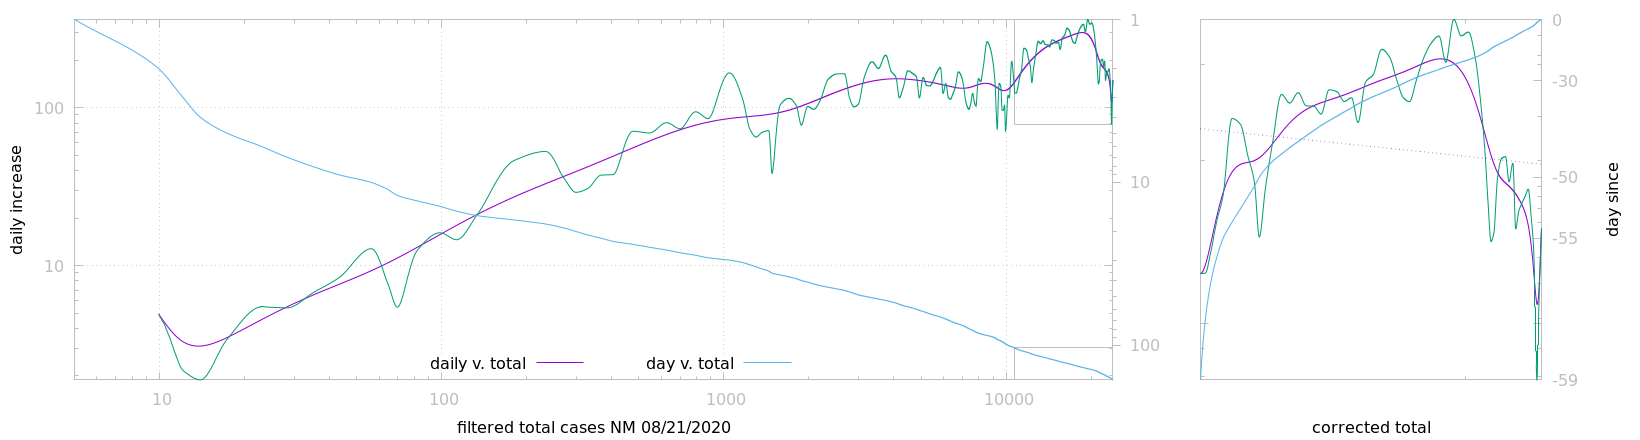 daily increase
100
10
10
100
1000
10000
1
10
100
daily v. total
day v. total
filtered total cases NM 08/21/2020
0
-30
-50
-55
-59
day since
corrected total